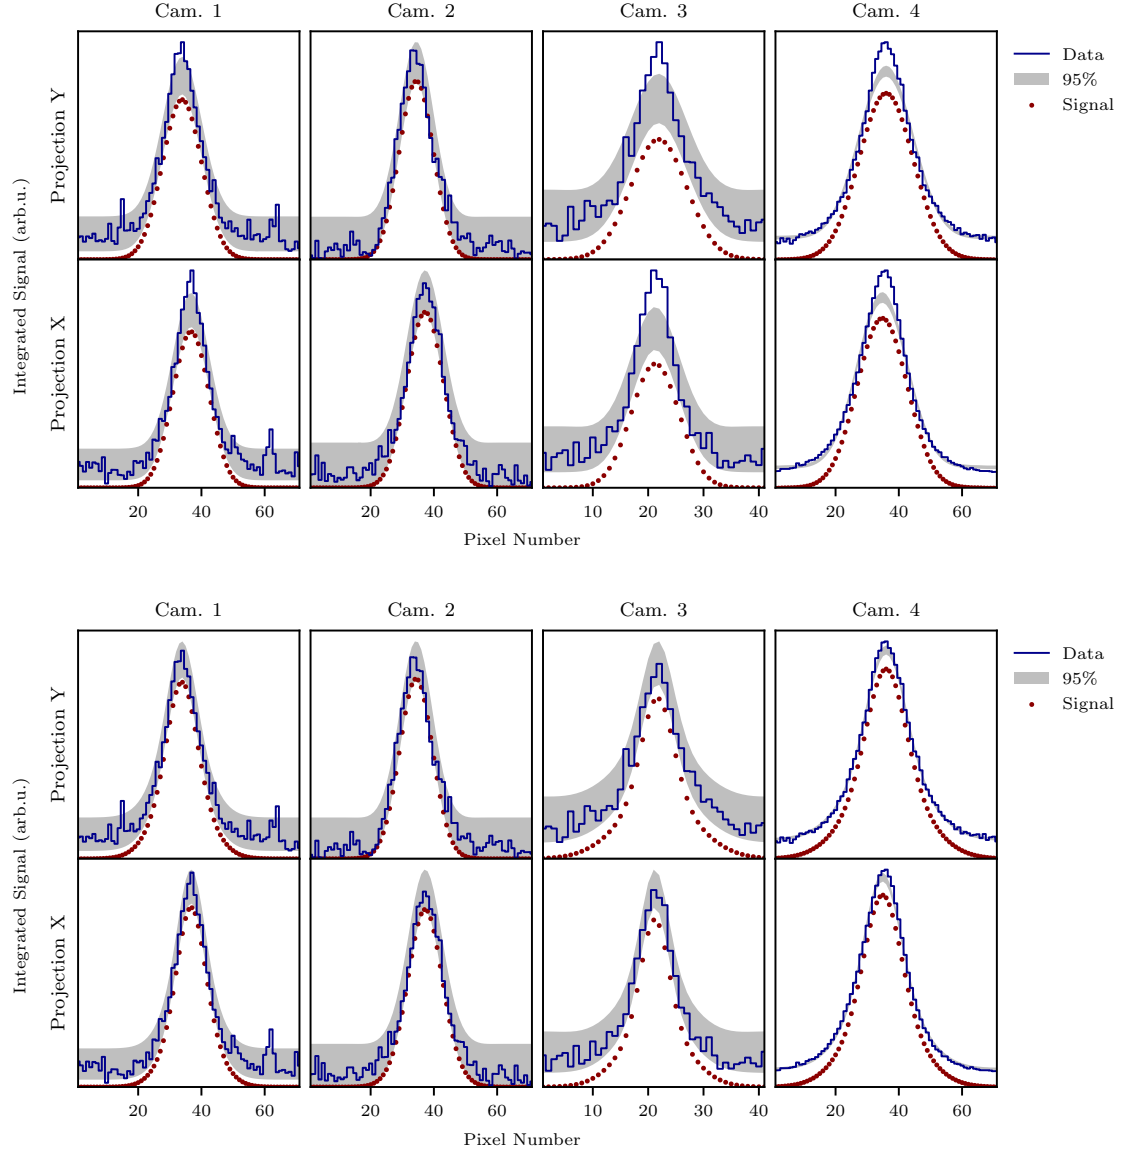 Cam. 1 Cam. 2 Cam. 3 Cam. 4
Data
95%
Signal
Integrated Signal (arb.u.)
Projection Y
Projection X
20 40 60 20 40 60 10 20 30 40 20 40 60
Pixel Number
Cam. 1 Cam. 2 Cam. 3 Cam. 4
Data
95%
Signal
Integrated Signal (arb.u.)
Projection Y
Projection X
20 40 60 20 40 60 10 20 30 40 20 40 60
Pixel Number